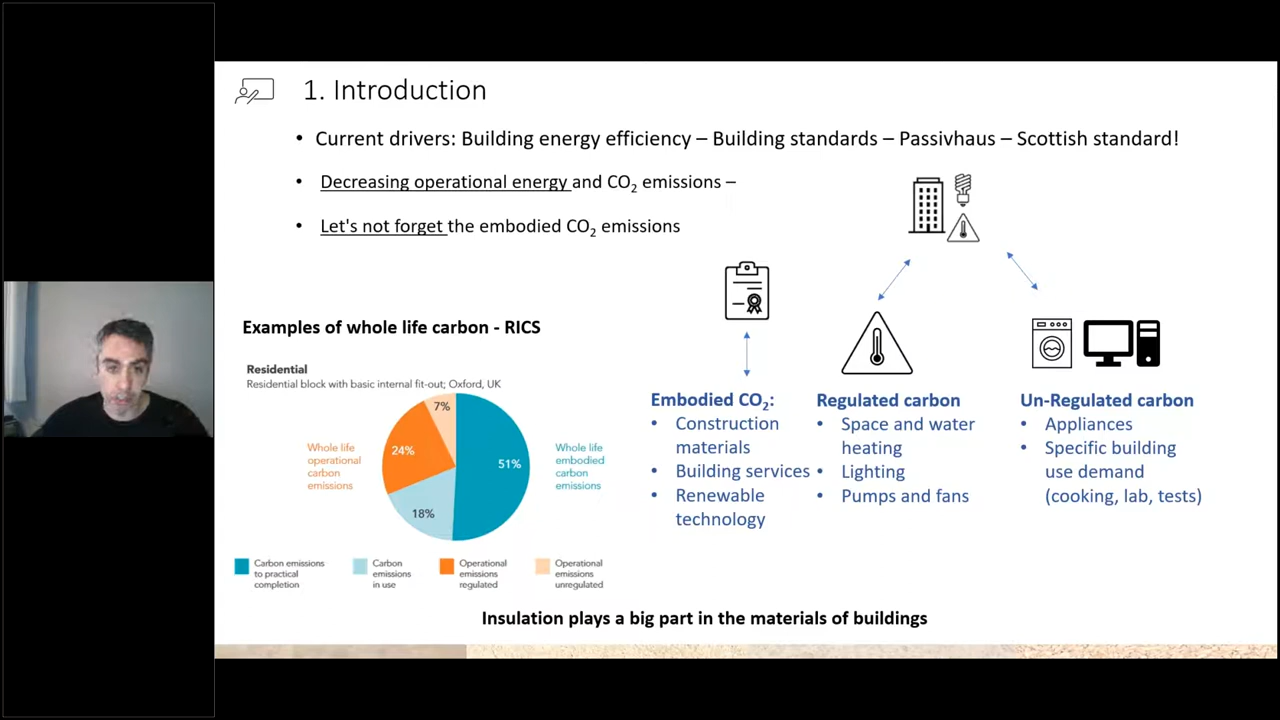 1. Introduction
• Current drivers: Building energy efficiency – Building standards – Passivhaus – Scottish standard!
• Decreasing operational energy and CO2 emissions –
• Let's not forget the embodied CO2 emissions
Examples of whole life carbon - RICS
Residential
Residential block with basic internal fit-out; Oxford, UK
7%
24%
51%
18%
Whole life
operational
carbon
emissions
Whole life
embodied
carbon
emissions
Carbon emissions
to practical
completion
Carbon
emissions
in use
Operational
emissions
regulated
Operational
emissions
unregulated
Embodied CO2:
• Construction
materials
• Building services
• Renewable
technology
Regulated carbon
• Space and water
heating
• Lighting
• Pumps and fans
Un-Regulated carbon
• Appliances
• Specific building
use demand
(cooking, lab, tests)
Insulation plays a big part in the materials of buildings